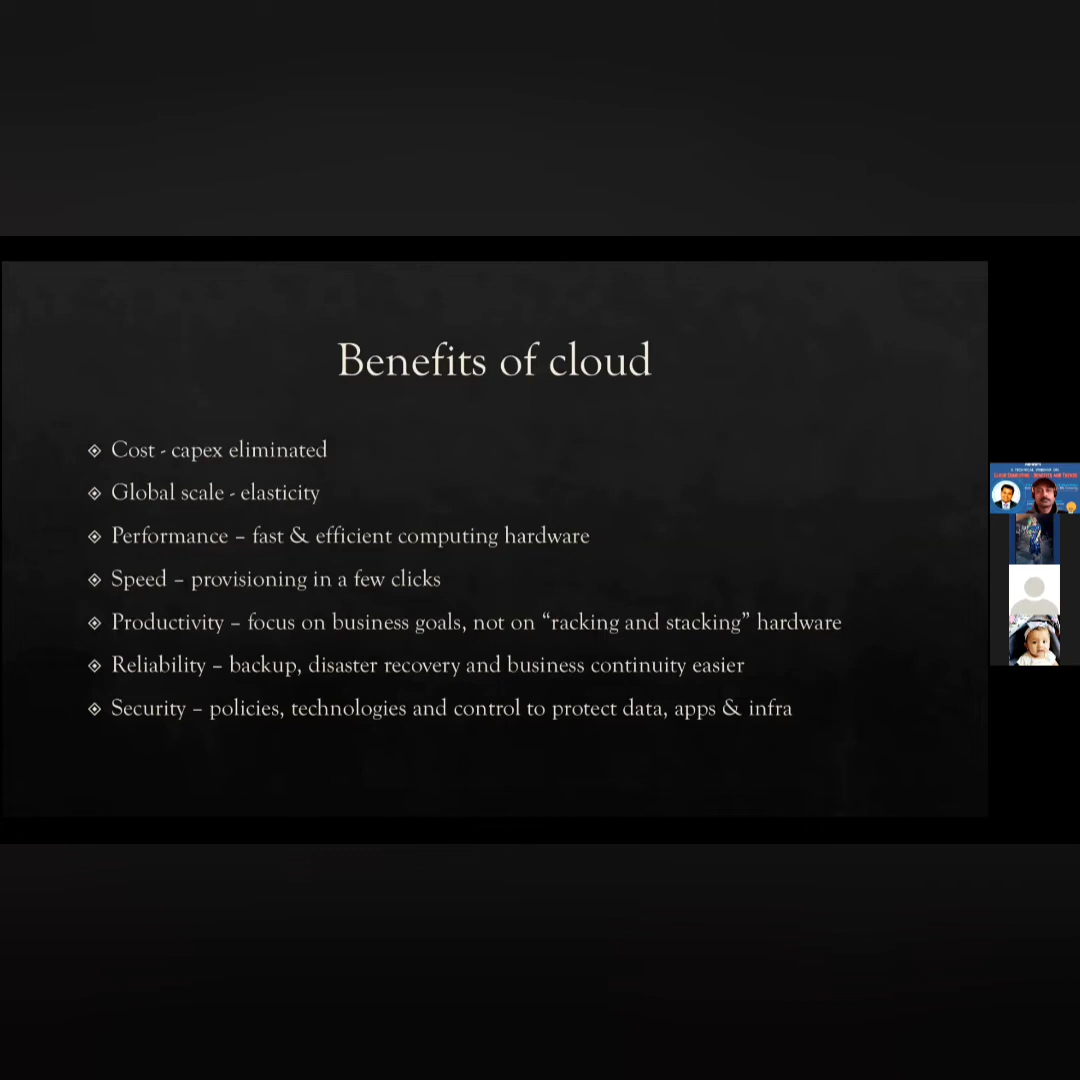 Benefits of cloud
Cost - capex eliminated
Global scale - elasticity
Performance – fast & efficient computing hardware
Speed – provisioning in a few clicks
Productivity – focus on business goals, not on “racking and stacking” hardware
Reliability – backup, disaster recovery and business continuity easier
Security – policies, technologies and control to protect data, apps & infra